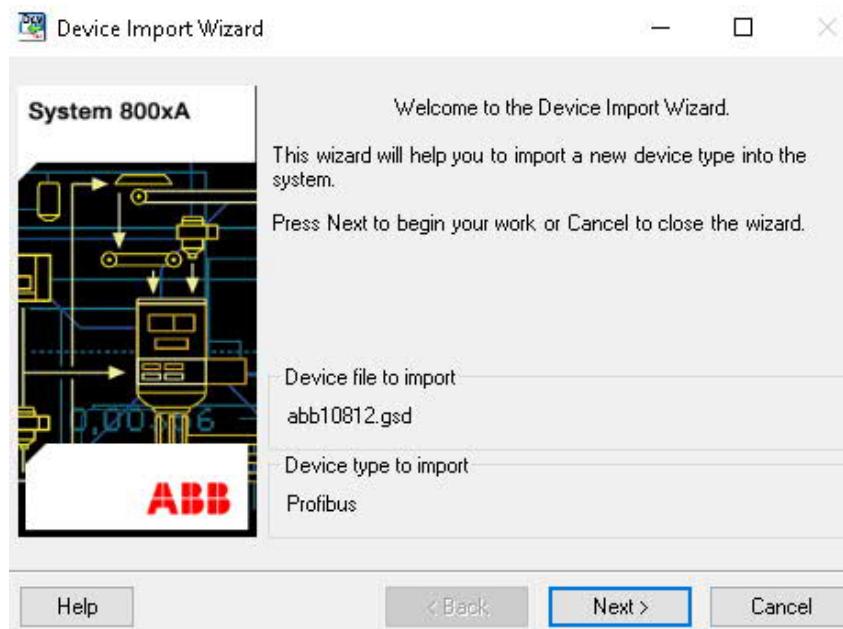 Device Import Wizard
System 800xA
Welcome to the Device Import Wizard.
This wizard will help you to import a new device type into the
system.
Press Next to begin your work or Cancel to close the wizard.
Device file to import
abb10812.gsd
Device type to import
Profibus
ABB
Help
< Back
Next >
Cancel